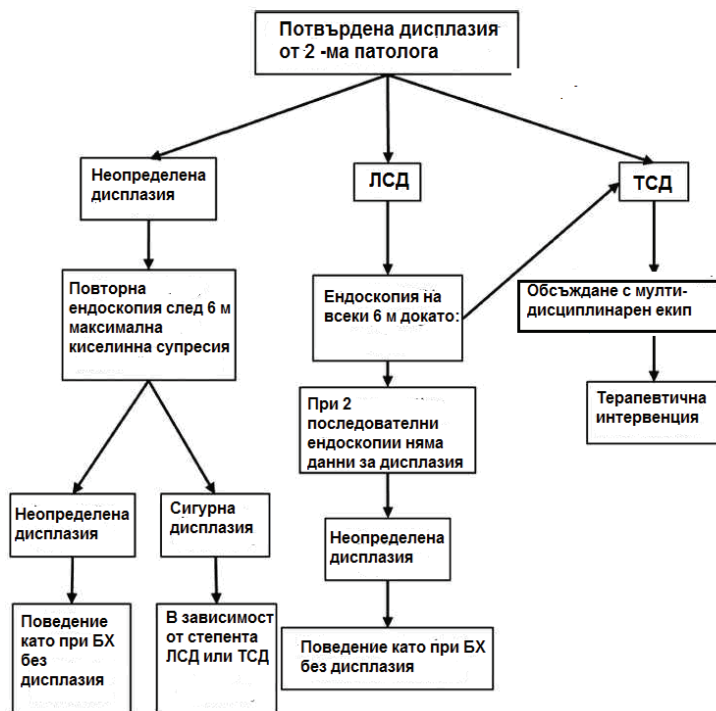 Потвърдена дисплазия
от 2 -ма патолога
Неопределена
дисплазия
ЛСД
ТСД
Повторна
ендоскопия след 6 м
максимална
киселинна супресия
Ендоскопия на
всеки 6 м докато:
Обсъждане с мулти-
дисциплинарен екип
При 2
последователни
ендоскопии няма
данни за дисплазия
Терапевтична
интервенция
Неопределена
дисплазия
Сигурна
дисплазия
Неопределена
дисплазия
Поведение
като при БХ
без
дисплазия
В зависимост
от степента
ЛСД или ТСД
Поведение като при БХ
без дисплазия